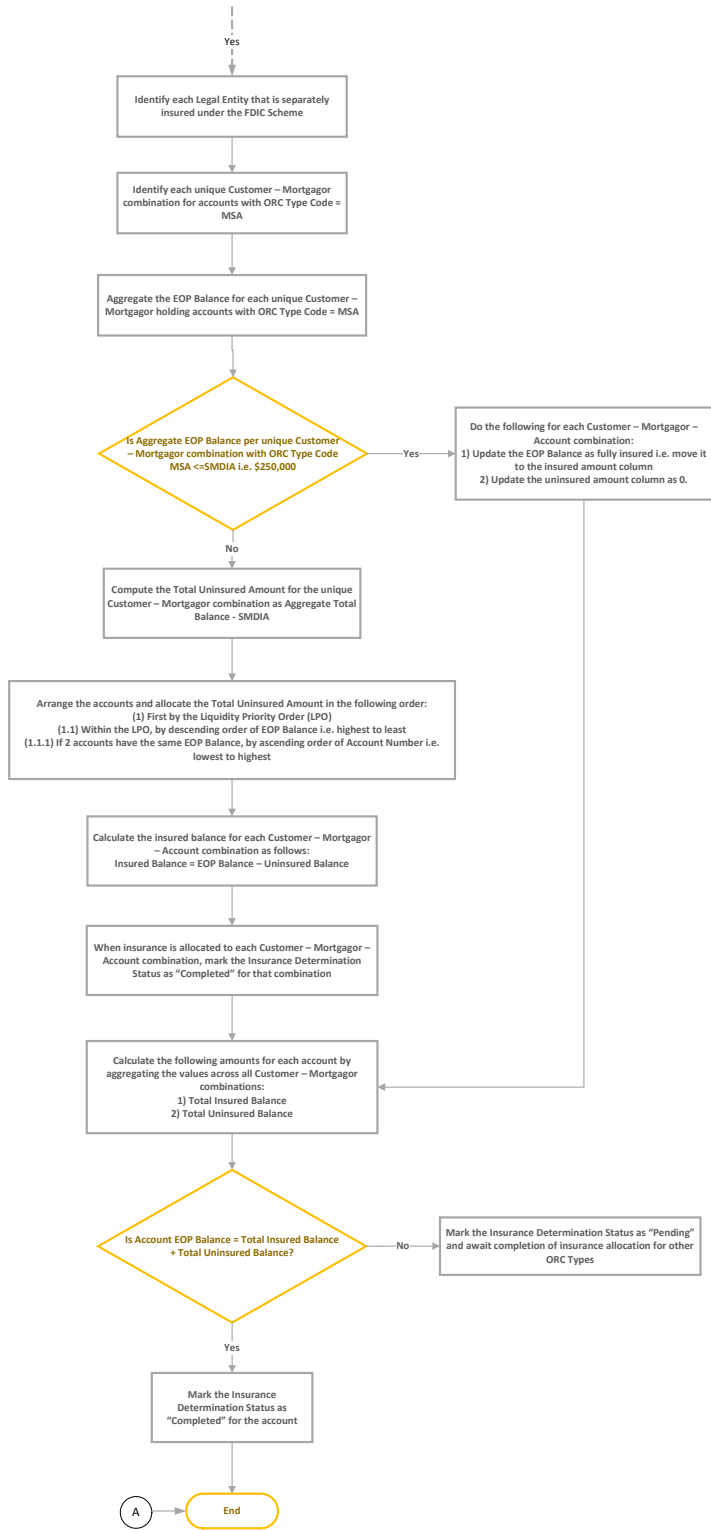 Yes
Identify each Legal Entity that is separately
insured under the FDIC Scheme
Identify each unique Customer – Mortgagor
combination for accounts with ORC Type Code =
MSA
Aggregate the EOP Balance for each unique Customer –
Mortgagor holding accounts with ORC Type Code = MSA
Is Aggregate EOP Balance per unique Customer
– Mortgagor combination with ORC Type Code
MSA <=SMDIA i.e. $250,000
Yes
Do the following for each Customer – Mortgagor –
Account combination:
1) Update the EOP Balance as fully insured i.e. move it
to the insured amount column
2) Update the uninsured amount column as 0.
No
Compute the Total Uninsured Amount for the unique
Customer – Mortgagor combination as Aggregate Total
Balance - SMDIA
Arrange the accounts and allocate the Total Uninsured Amount in the following order:
(1) First by the Liquidity Priority Order (LPO)
(1.1) Within the LPO, by descending order of EOP Balance i.e. highest to least
(1.1.1) If 2 accounts have the same EOP Balance, by ascending order of Account Number i.e.
lowest to highest
Calculate the insured balance for each Customer – Mortgagor
– Account combination as follows:
Insured Balance = EOP Balance – Uninsured Balance
When insurance is allocated to each Customer – Mortgagor –
Account combination, mark the Insurance Determination
Status as “Completed” for that combination
Calculate the following amounts for each account by
aggregating the values across all Customer – Mortgagor
combinations:
1) Total Insured Balance
2) Total Uninsured Balance
Is Account EOP Balance = Total Insured Balance
+ Total Uninsured Balance?
No
Mark the Insurance Determination Status as “Pending”
and await completion of insurance allocation for other
ORC Types
Yes
Mark the Insurance
Determination Status as
“Completed” for the account
A
End